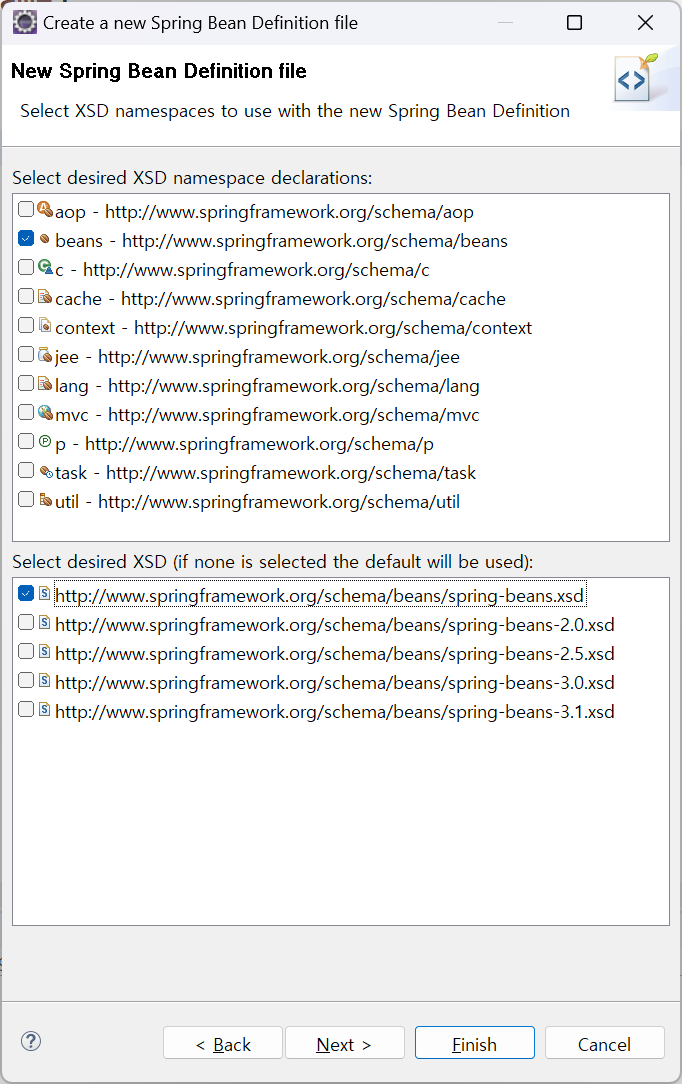 Create a new Spring Bean Definition file
New Spring Bean Definition file
Select XSD namespaces to use with the new Spring Bean Definition
Select desired XSD namespace declarations:
aop - http://www.springframework.org/schema/aop
beans - http://www.springframework.org/schema/beans
c - http://www.springframework.org/schema/c
cache - http://www.springframework.org/schema/cache
context - http://www.springframework.org/schema/context
jee - http://www.springframework.org/schema/jee
lang - http://www.springframework.org/schema/lang
mvc - http://www.springframework.org/schema/mvc
p - http://www.springframework.org/schema/p
task - http://www.springframework.org/schema/task
util - http://www.springframework.org/schema/util
Select desired XSD (if none is selected the default will be used):
http://www.springframework.org/schema/beans/spring-beans.xsd
http://www.springframework.org/schema/beans/spring-beans-2.0.xsd
http://www.springframework.org/schema/beans/spring-beans-2.5.xsd
http://www.springframework.org/schema/beans/spring-beans-3.0.xsd
http://www.springframework.org/schema/beans/spring-beans-3.1.xsd
< Back Next > Finish Cancel